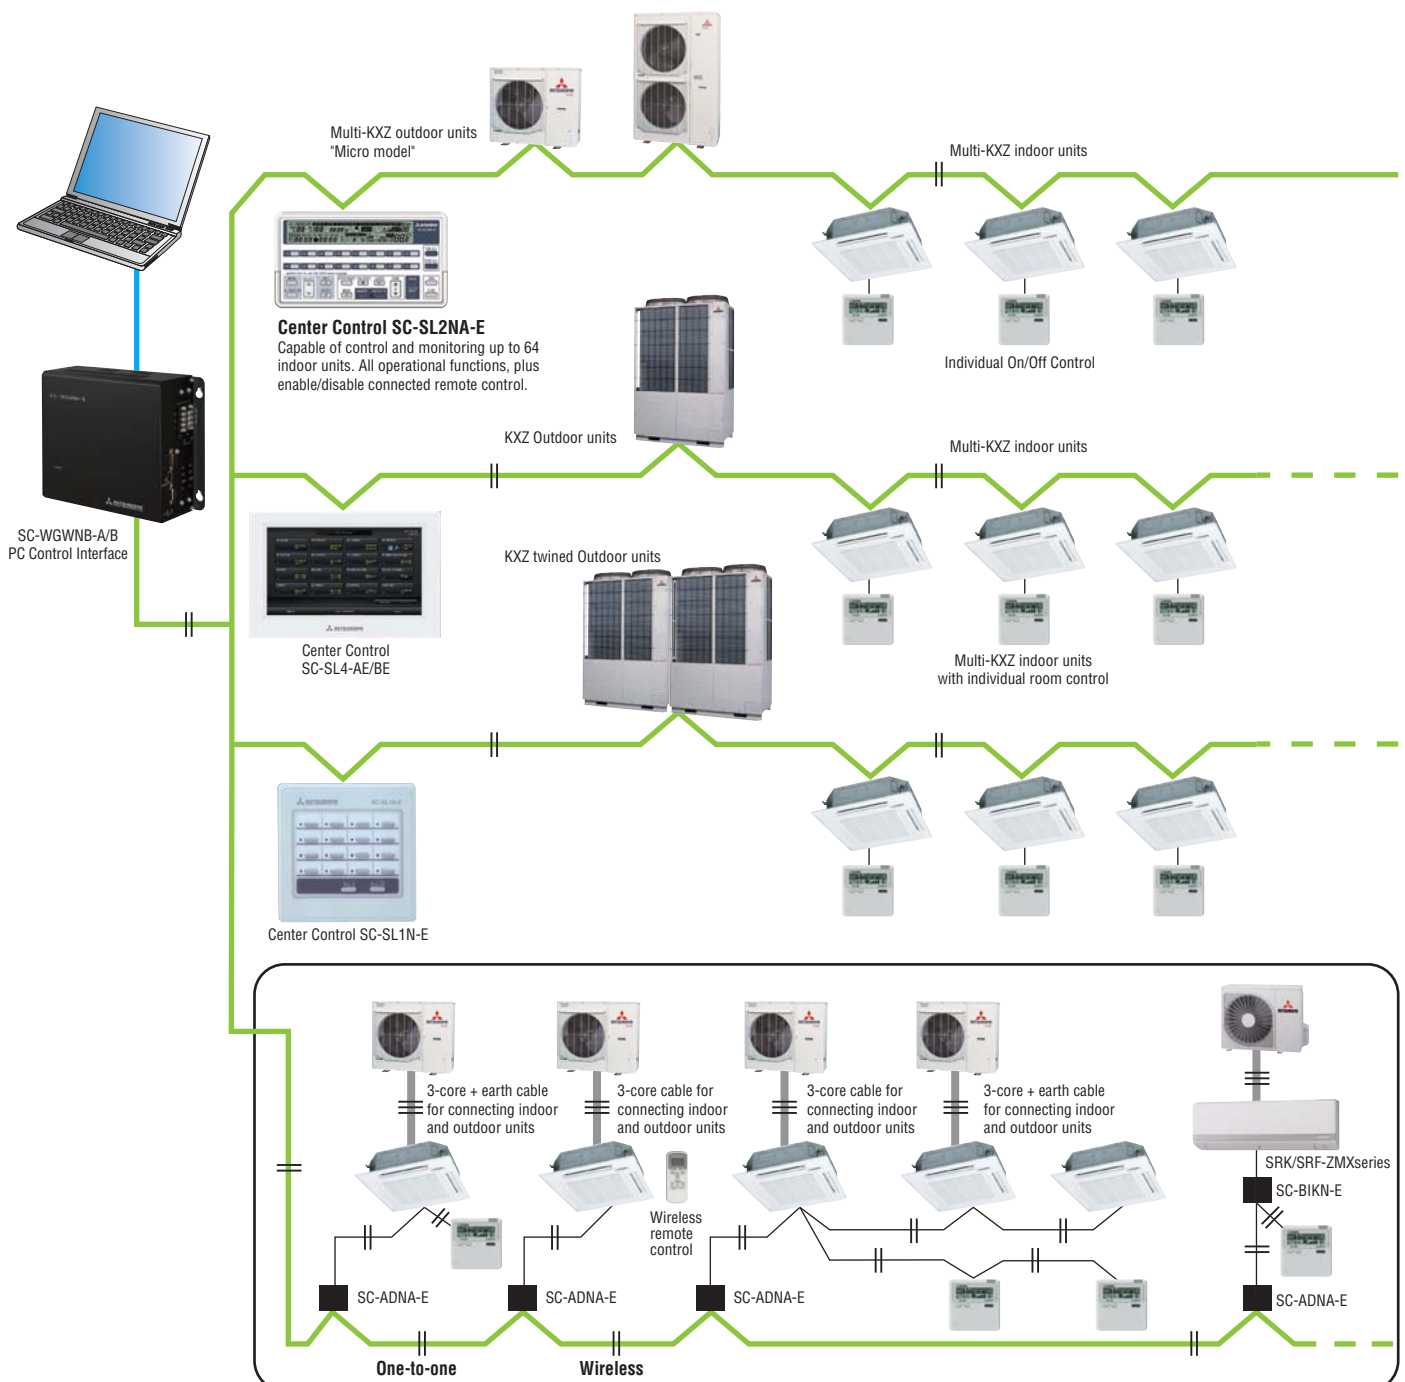 Multi-KXZ outdoor units
"Micro model"
Multi-KXZ indoor units
Center Control SC-SL2NA-E
Capable of control and monitoring up to 64
indoor units. All operational functions, plus
enable/disable connected remote control.
Individual On/Off Control
KXZ Outdoor units
Multi-KXZ indoor units
SC-WGWNB-A/B
PC Control Interface
KXZ twined Outdoor units
Center Control
SC-SL4-AE/BE
Multi-KXZ indoor units
with individual room control
SC-SL1N-E
Center Control SC-SL1N-E
3-core + earth cable
for connecting indoor
and outdoor units
3-core cable for
connecting indoor
and outdoor units
3-core cable for
connecting indoor
and outdoor units
3-core + earth cable
for connecting indoor
and outdoor units
SRK/SRF-ZMXseries
SC-BIKN-E
Wireless
remote
control
SC-ADNA-E
SC-ADNA-E
SC-ADNA-E
SC-ADNA-E
One-to-one
Wireless